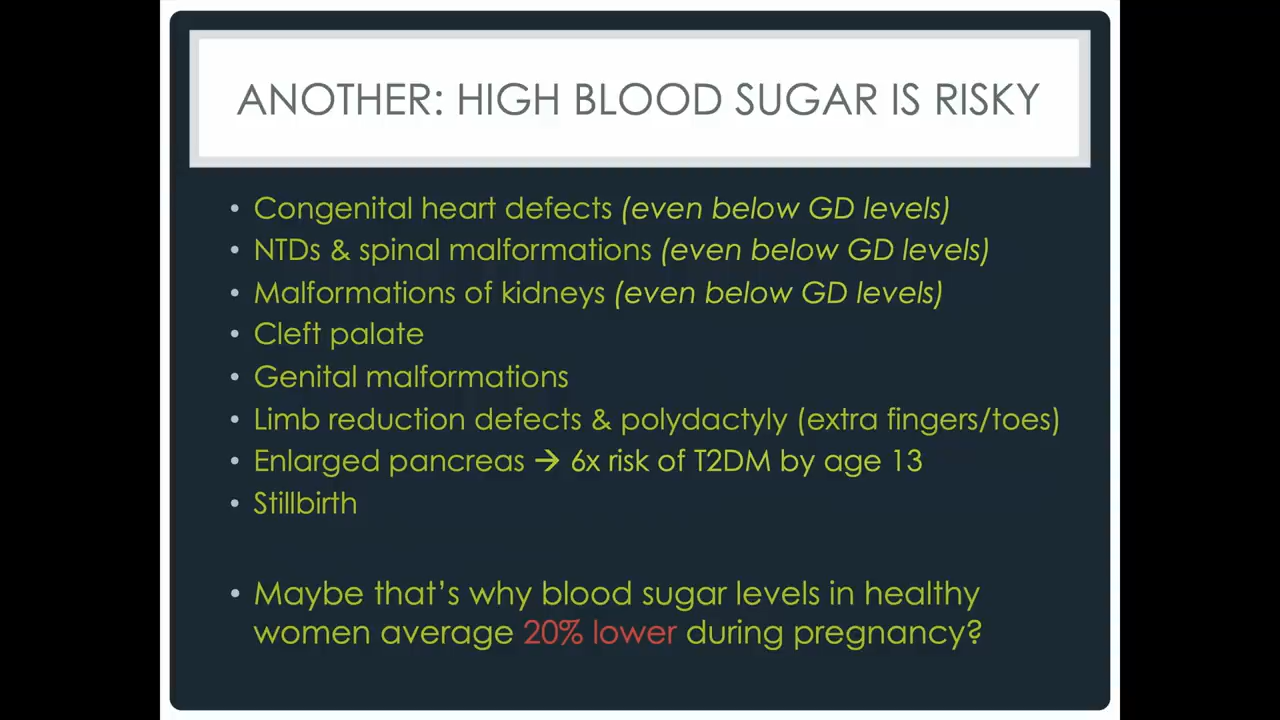 ANOTHER: HIGH BLOOD SUGAR IS RISKY
• Congenital heart defects (even below GD levels)
• NTDs & spinal malformations (even below GD levels)
• Malformations of kidneys (even below GD levels)
• Cleft palate
• Genital malformations
• Limb reduction defects & polydactyly (extra fingers/toes)
• Enlarged pancreas → 6x risk of T2DM by age 13
• Stillbirth
• Maybe that’s why blood sugar levels in healthy
women average 20% lower during pregnancy?